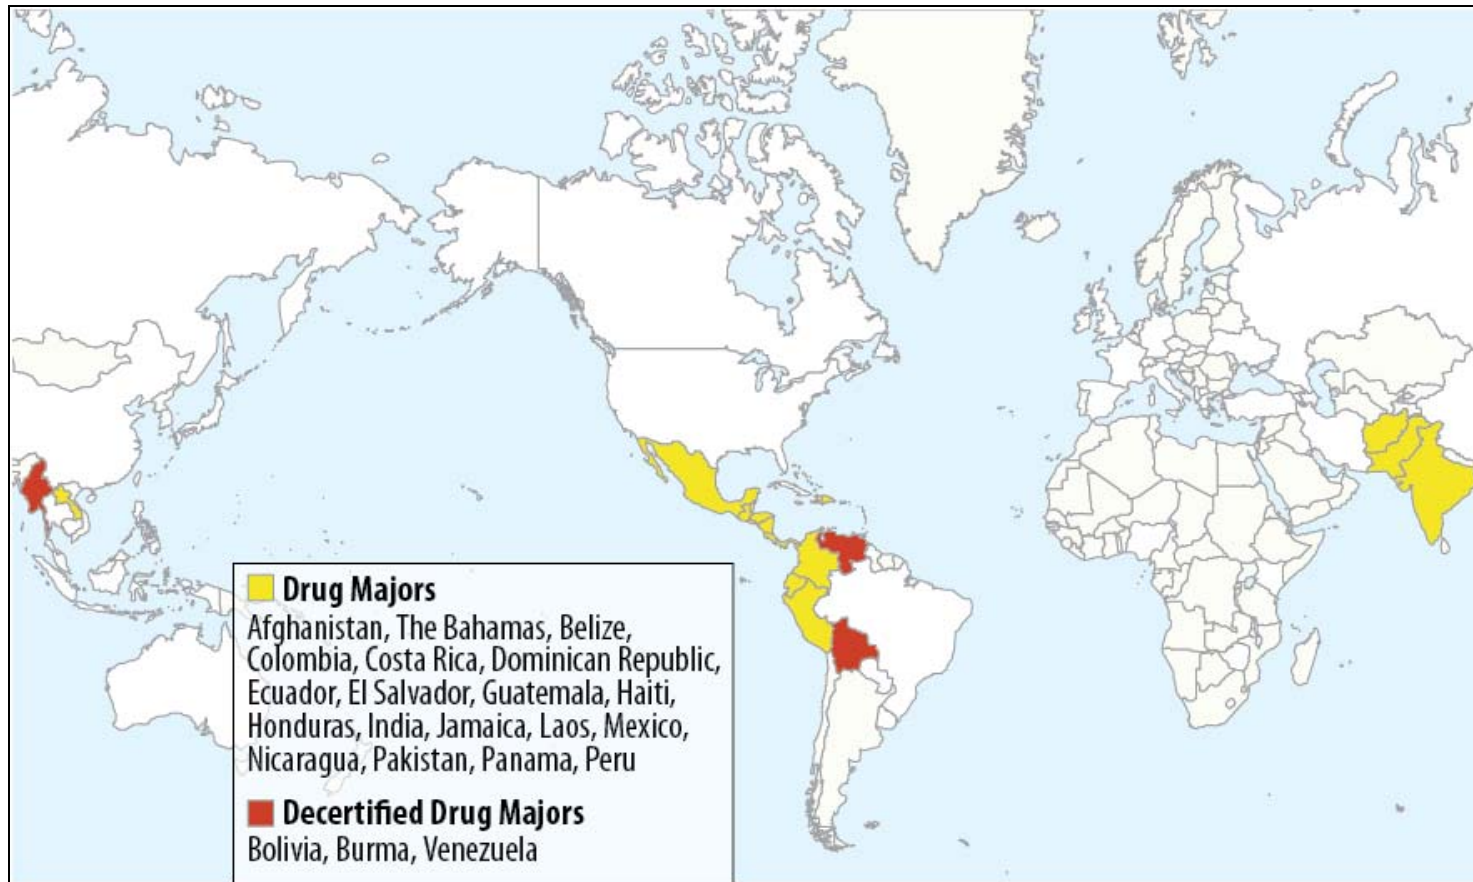 Drug Majors
Afghanistan, The Bahamas, Belize,
Colombia, Costa Rica, Dominican Republic,
Ecuador, El Salvador, Guatemala, Haiti,
Honduras, India, Jamaica, Laos, Mexico,
Nicaragua, Pakistan, Panama, Peru
Decertified Drug Majors
Bolivia, Burma, Venezuela